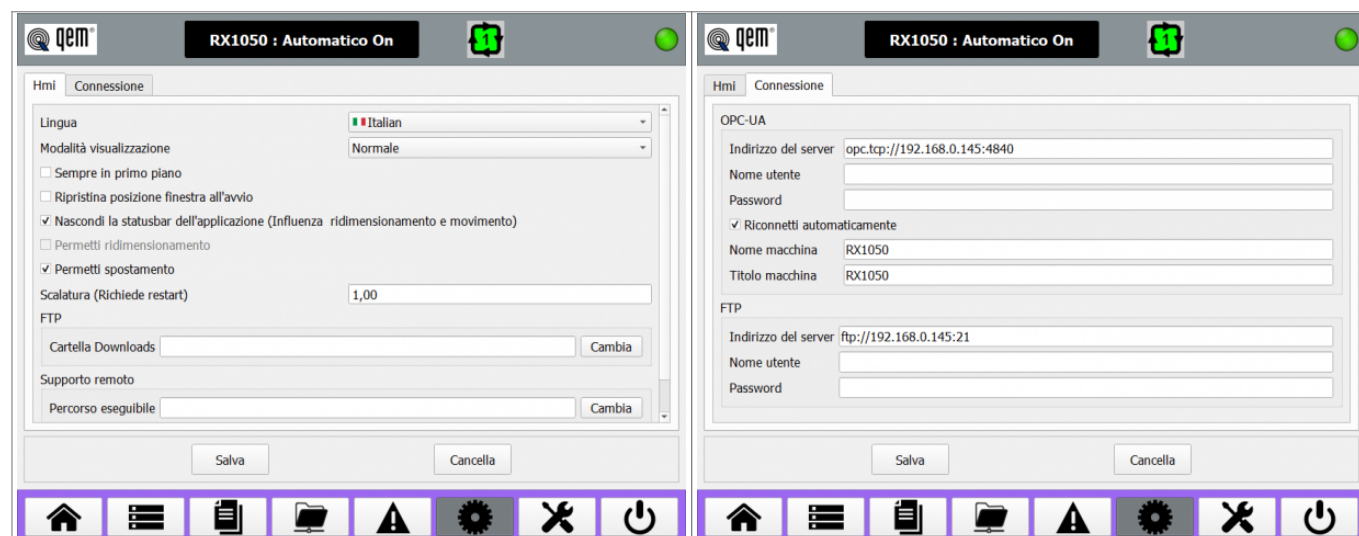 qem®
RX1050 : Automatico On
1
Hmi
Connessione
Lingua
Italian
Modalità visualizzazione
Normale
Sempre in primo piano
Ripristina posizione finestra all'avvio
Nascondi la statusbar dell'applicazione (Influenza ridimensionamento e movimento)
Permetti ridimensionamento
Permetti spostamento
Scalatura (Richiede restart)
1,00
FTP
Cartella Downloads
Cambia
Supporto remoto
Percorso eseguibile
Cambia
Salva
Cancella
qem®
RX1050 : Automatico On
1
Hmi
Connessione
OPC-UA
Indirizzo del server
opc.tcp://192.168.0.145:4840
Nome utente
Password
Riconnetti automaticamente
Nome macchina
RX1050
Titolo macchina
RX1050
FTP
Indirizzo del server
ftp://192.168.0.145:21
Nome utente
Password
Salva
Cancella